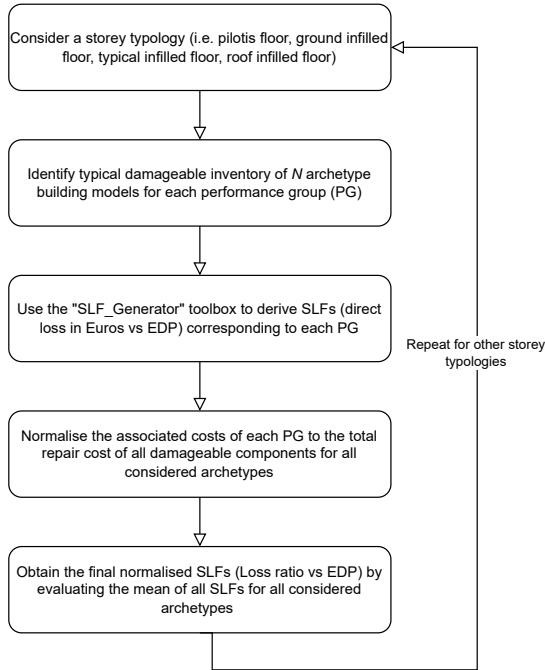 Consider a storey typology (i.e. pilotis floor, ground infilled
floor, typical infilled floor, roof infilled floor)
Identify typical damageable inventory of N archetype
building models for each performance group (PG)
Use the "SLF_Generator" toolbox to derive SLFs (direct
loss in Euros vs EDP) corresponding to each PG
Repeat for other storey
typologies
Normalise the associated costs of each PG to the total
repair cost of all damageable components for all
considered archetypes
Obtain the final normalised SLFs (Loss ratio vs EDP) by
evaluating the mean of all SLFs for all considered
archetypes